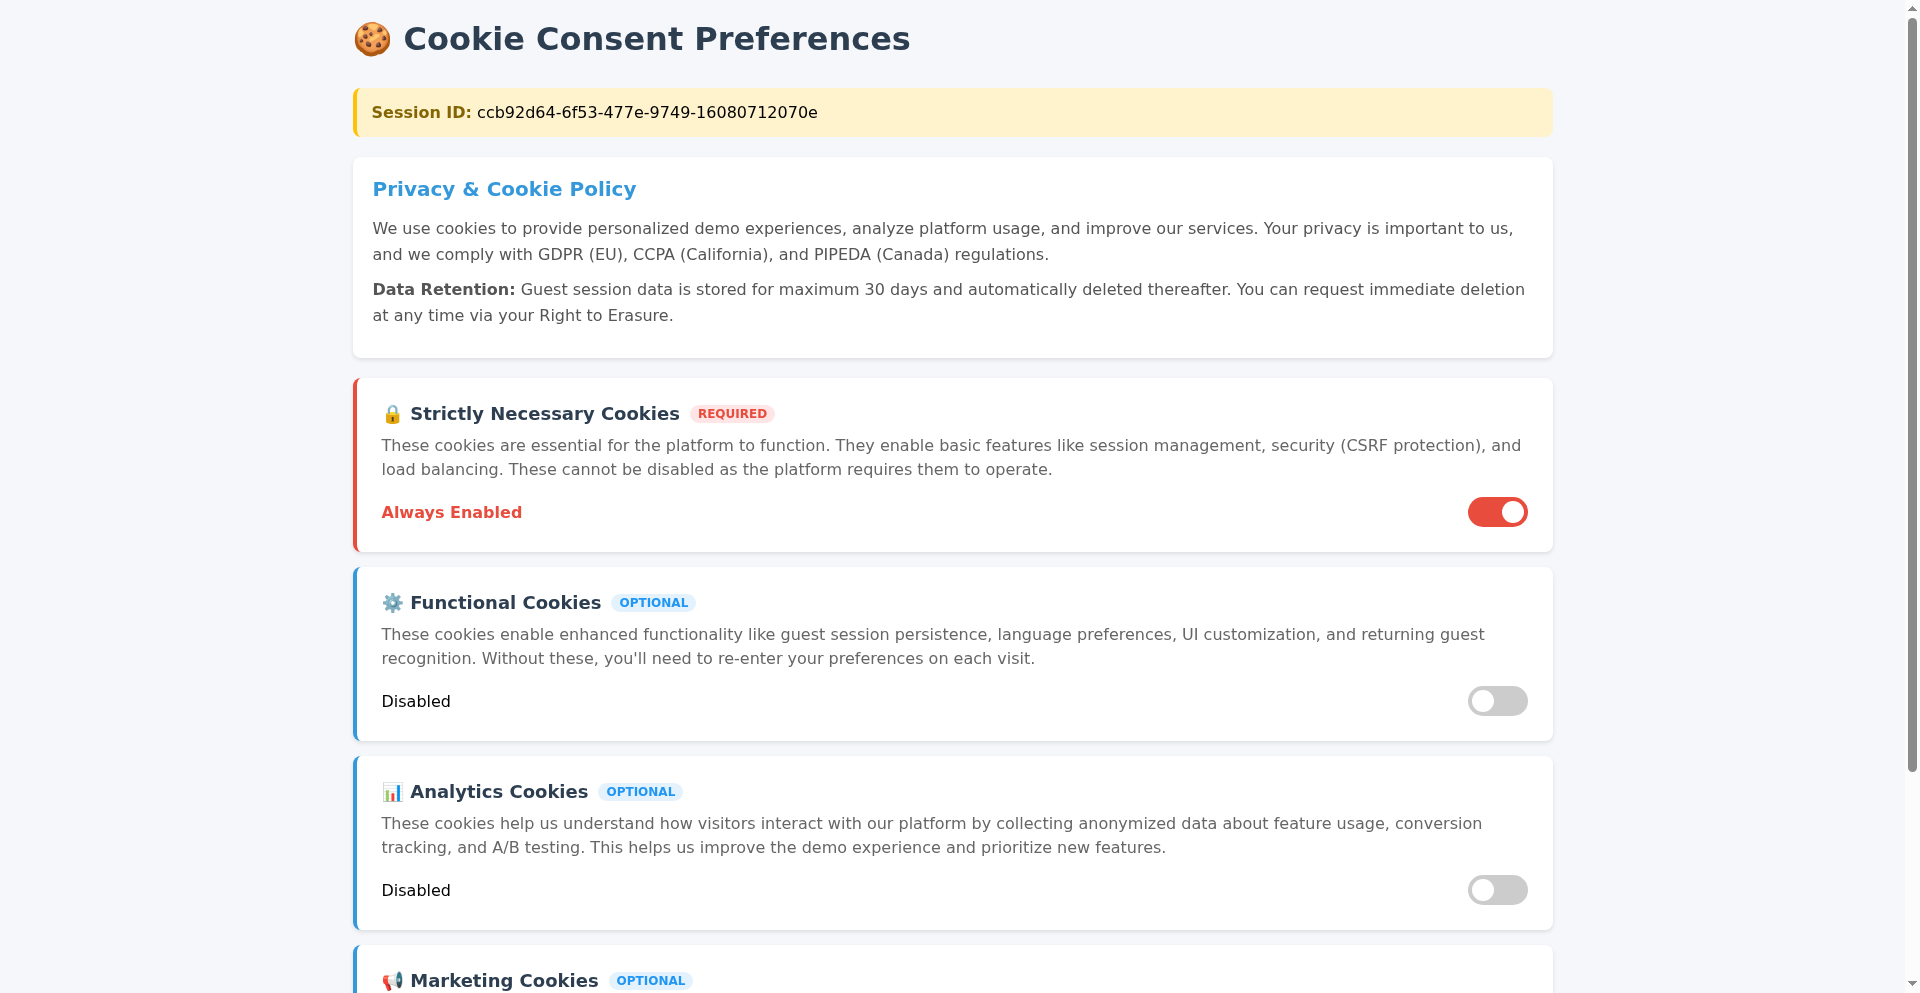 🍪 Cookie Consent Preferences
Session ID: ccb92d64-6f53-477e-9749-16080712070e
Privacy & Cookie Policy
We use cookies to provide personalized demo experiences, analyze platform usage, and improve our services. Your privacy is important to us,
and we comply with GDPR (EU), CCPA (California), and PIPEDA (Canada) regulations.
Data Retention: Guest session data is stored for maximum 30 days and automatically deleted thereafter. You can request immediate deletion
at any time via your Right to Erasure.
🔒 Strictly Necessary Cookies REQUIRED
These cookies are essential for the platform to function. They enable basic features like session management, security (CSRF protection), and
load balancing. These cannot be disabled as the platform requires them to operate.
Always Enabled
⚙️ Functional Cookies OPTIONAL
These cookies enable enhanced functionality like guest session persistence, language preferences, UI customization, and returning guest
recognition. Without these, you'll need to re-enter your preferences on each visit.
Disabled
📊 Analytics Cookies OPTIONAL
These cookies help us understand how visitors interact with our platform by collecting anonymized data about feature usage, conversion
tracking, and A/B testing. This helps us improve the demo experience and prioritize new features.
Disabled
📢 Marketing Cookies OPTIONAL